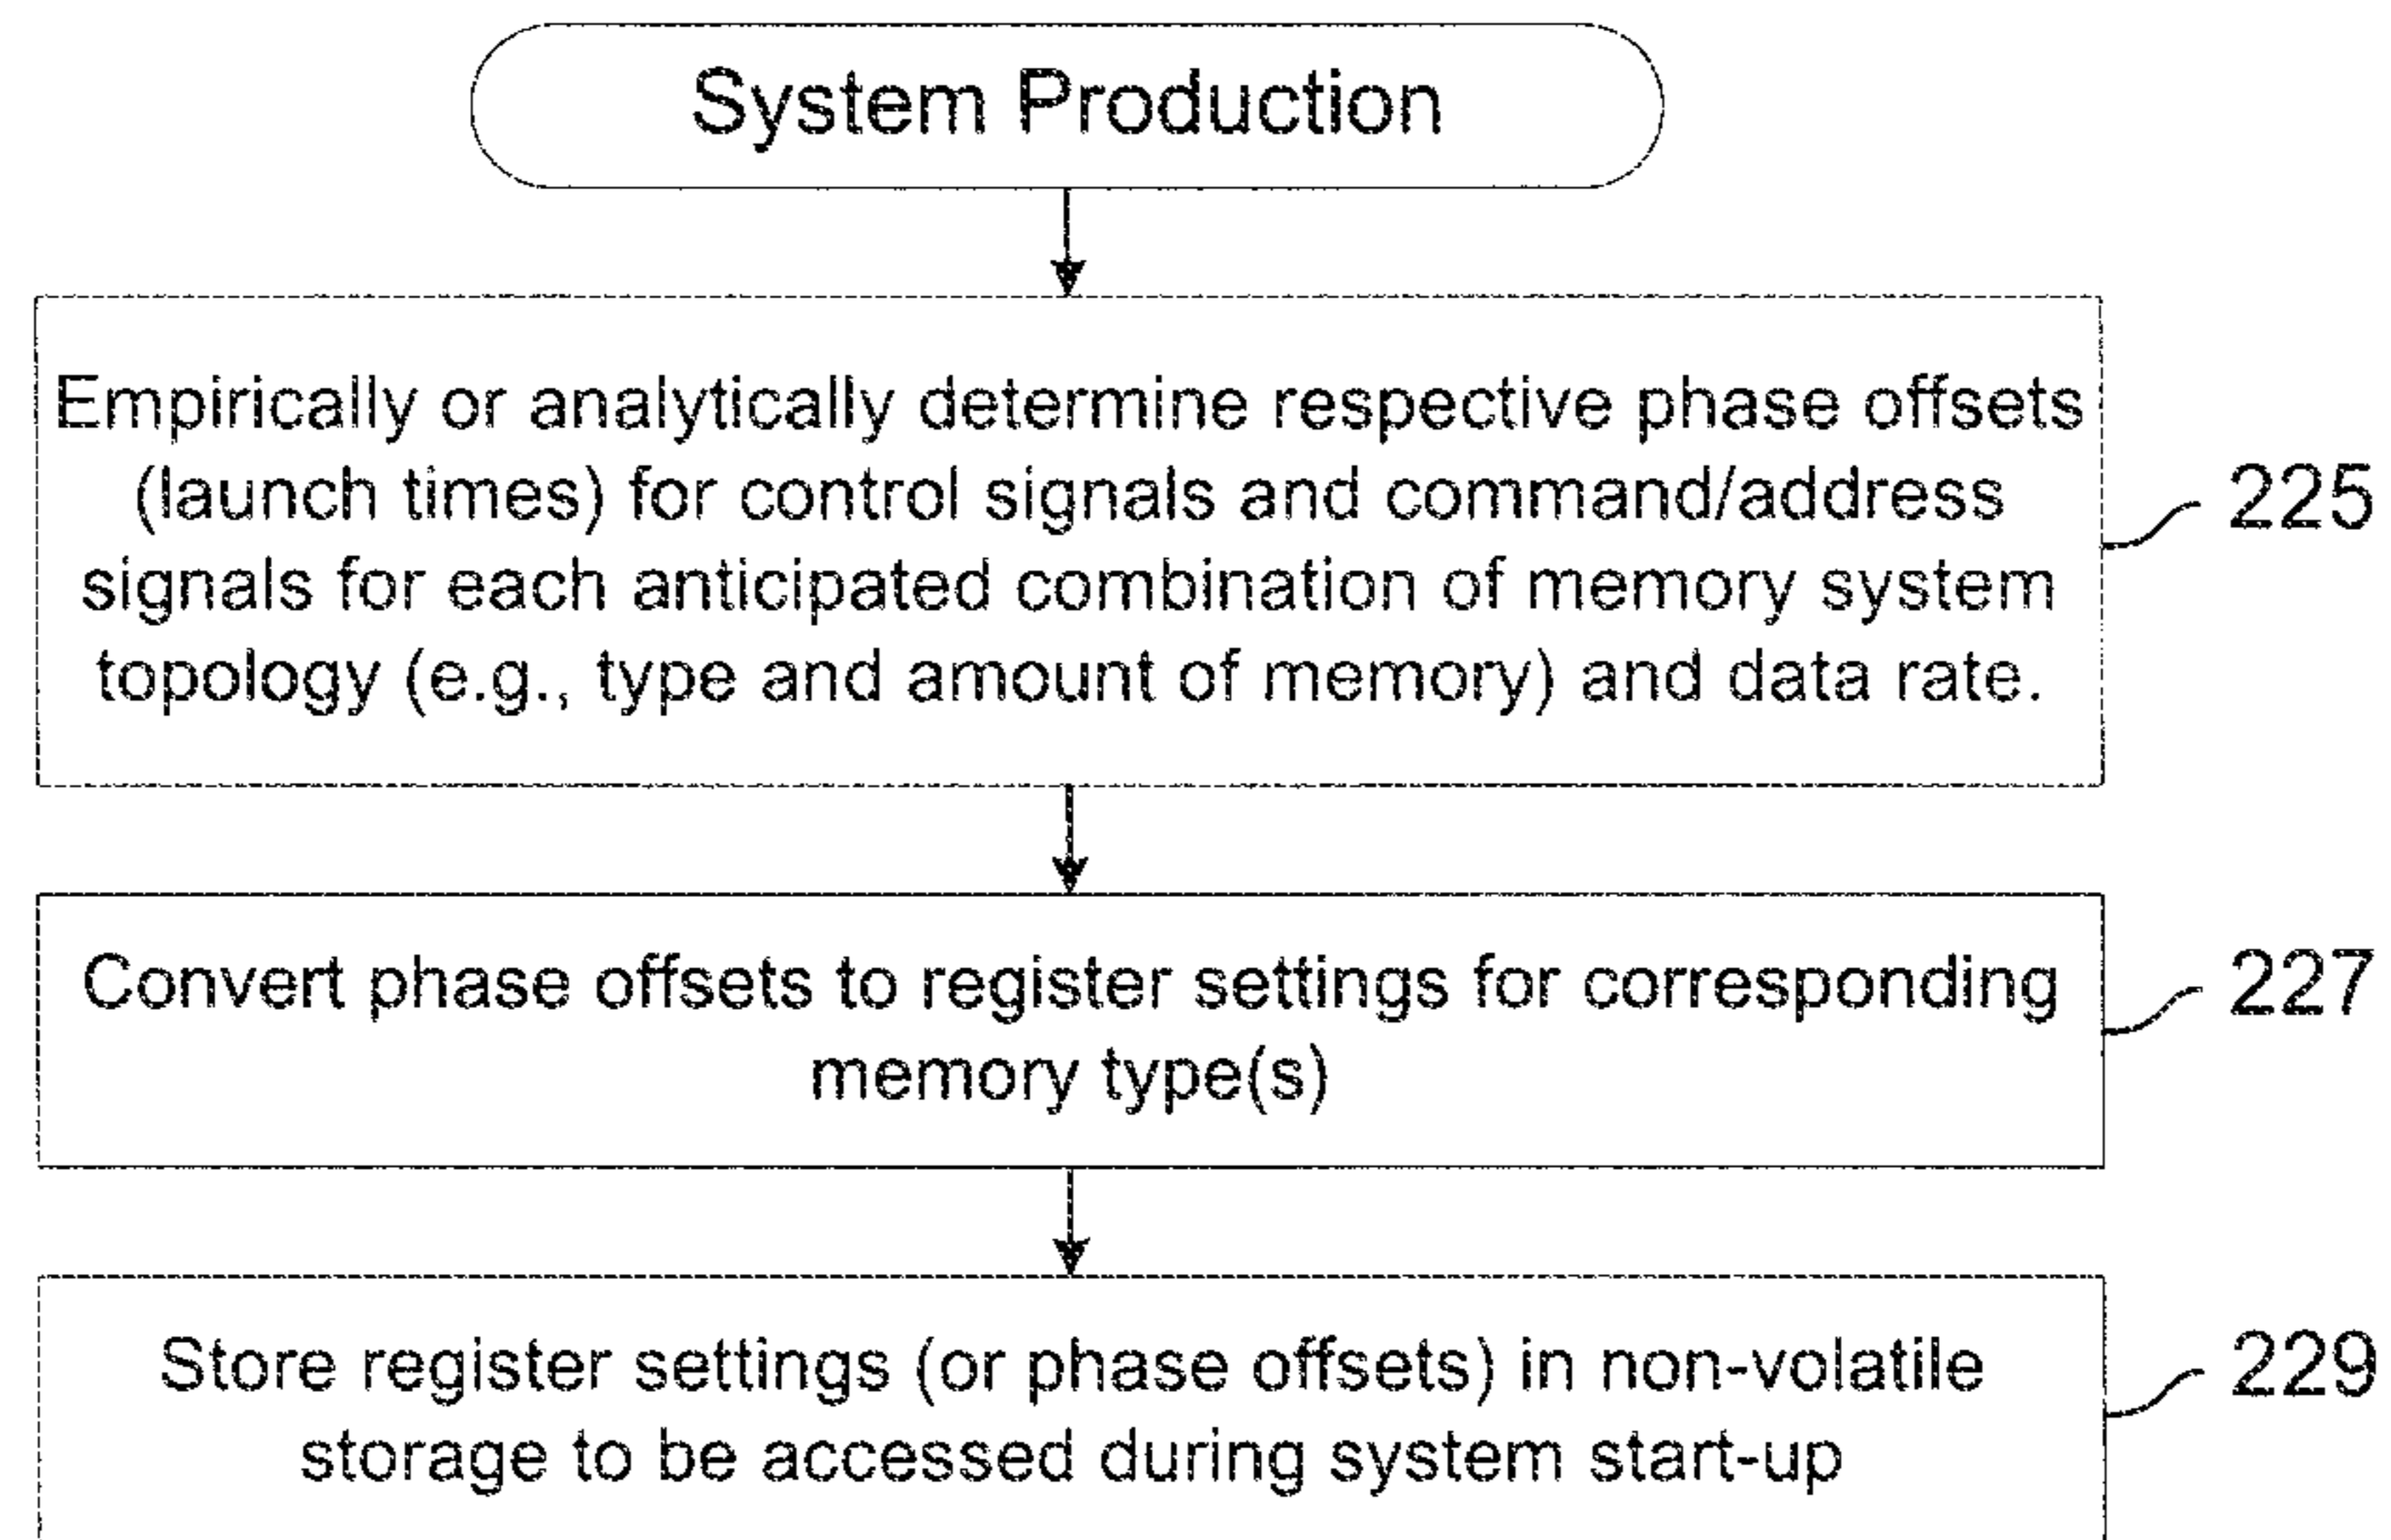 System Production
Empirically or analytically determine respective phase offsets
(launch times) for control signals and command/address
signals for each anticipated combination of memory system
topology (e.g., type and amount of memory) and data rate.
225
Convert phase offsets to register settings for corresponding
memory type(s)
227
Store register settings (or phase offsets) in non-volatile
storage to be accessed during system start-up
229